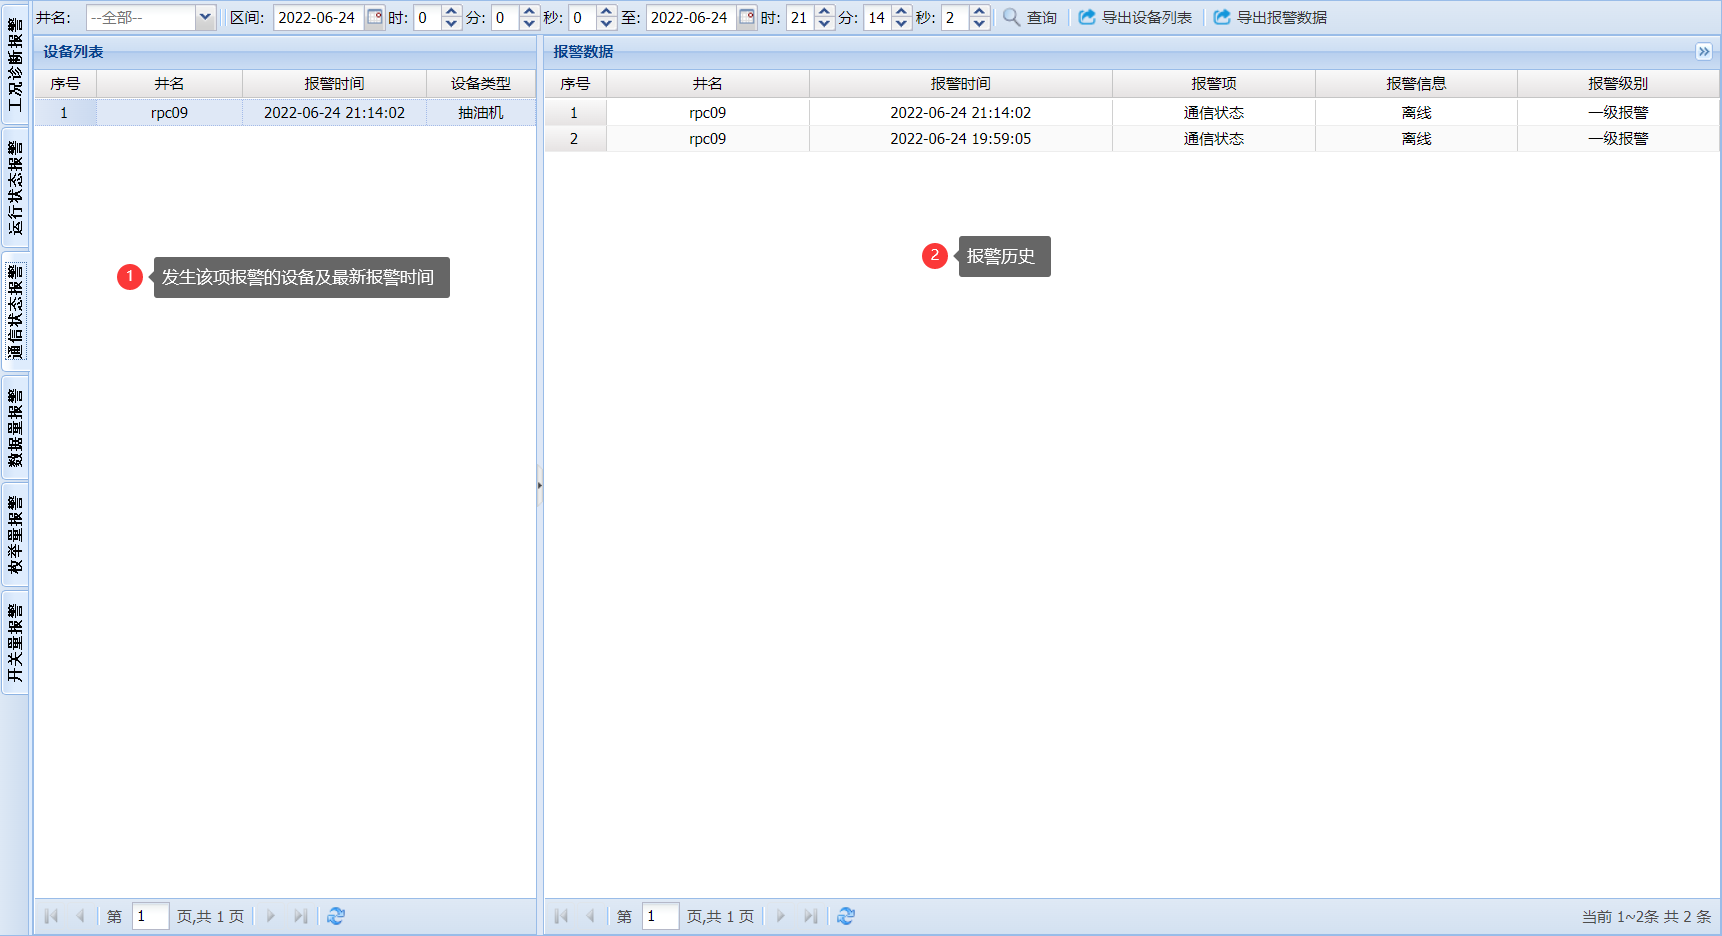 井名: --全部-- 区间: 2022-06-24 时: 0 分: 0 秒: 0 至: 2022-06-24 时: 21 分: 14 秒: 2 查询 导出设备列表 导出报警数据
工况诊断报警
运行状态报警
通信状态报警
数据量报警
枚举量报警
开关量报警
设备列表
序号 井名 报警时间 设备类型
1 rpc09 2022-06-24 21:14:02 抽油机
1 发生该项报警的设备及最新报警时间
第 1 页,共 1 页
报警数据
序号 井名 报警时间 报警项 报警信息 报警级别
1 rpc09 2022-06-24 21:14:02 通信状态 离线 一级报警
2 rpc09 2022-06-24 19:59:05 通信状态 离线 一级报警
2 报警历史
第 1 页,共 1 页 当前 1~2条 共 2 条